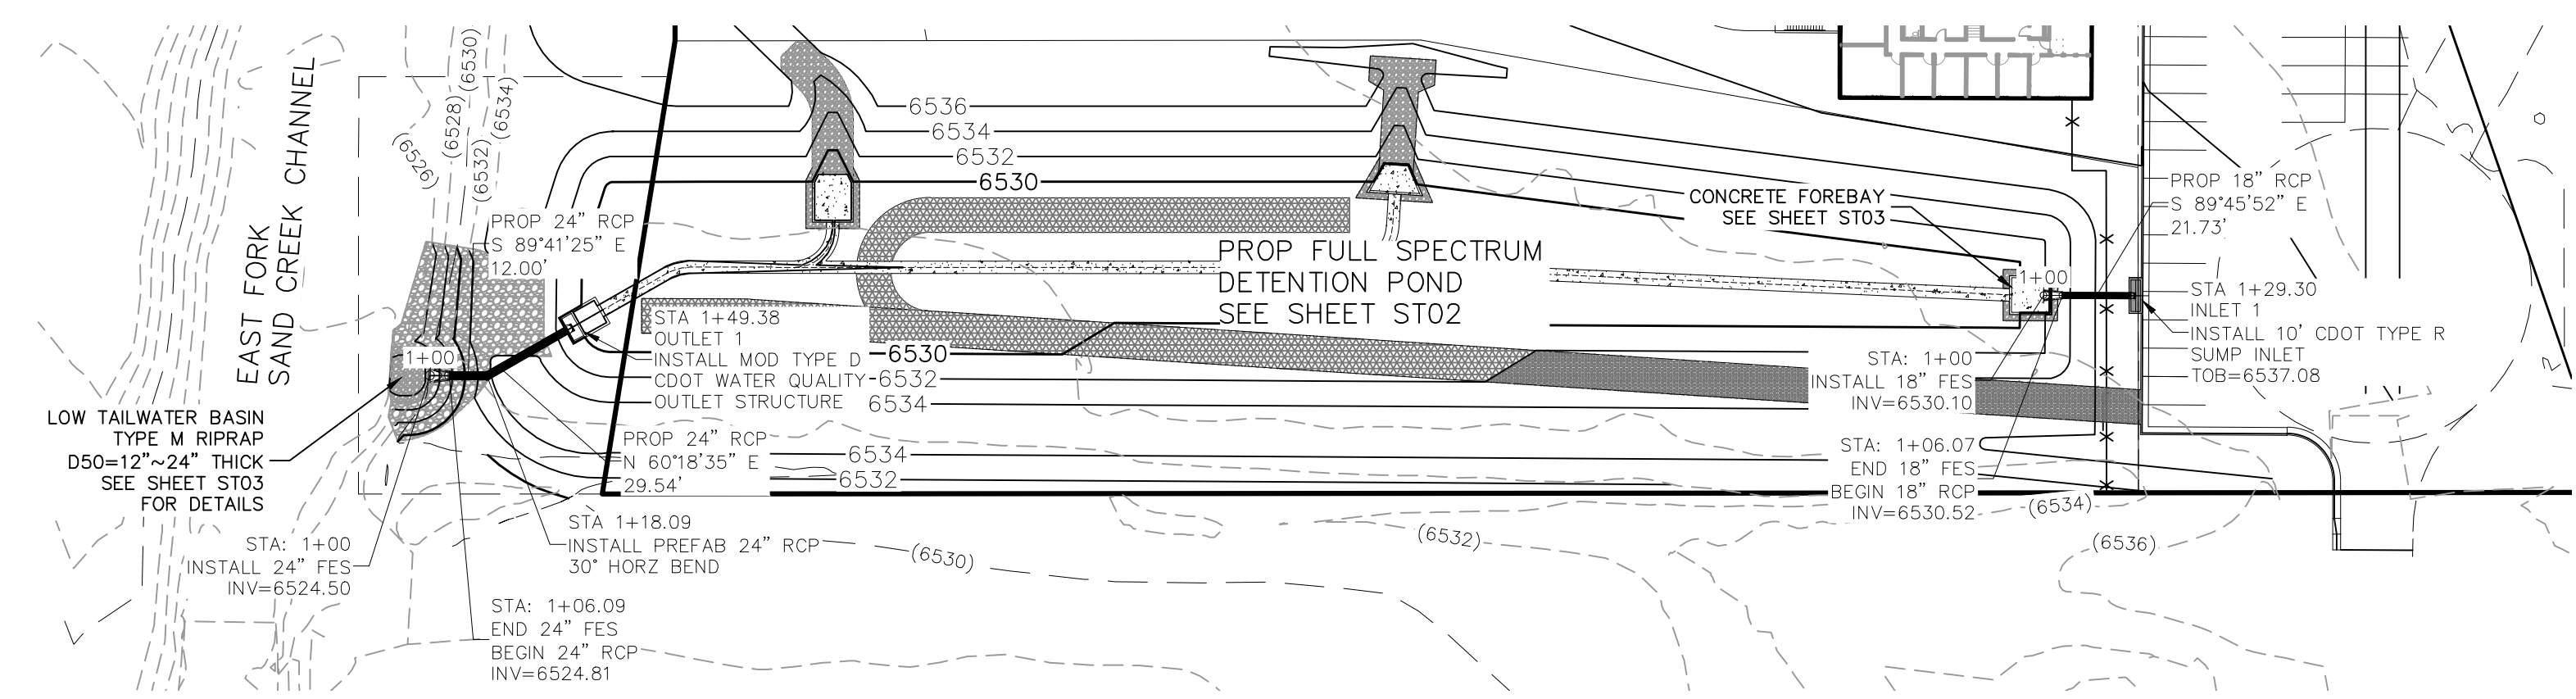 EAST FORK
SAND CREEK CHANNEL
(6526)
(6528)
(6530)
(6532)
(6534)
6536
6534
6532
6530
PROP 24" RCP
S 89°41'25" E
12.00'
CONCRETE FOREBAY
SEE SHEET ST03
PROP 18" RCP
S 89°45'52" E
21.73'
PROP FULL SPECTRUM
DETENTION POND
SEE SHEET ST02
1+00
STA 1+29.30
INLET 1
INSTALL 10' CDOT TYPE R
SUMP INLET
TOB=6537.08
STA 1+49.38
OUTLET 1
INSTALL MOD TYPE D
CDOT WATER QUALITY
OUTLET STRUCTURE
6530
6532
6534
1+00
STA: 1+00
INSTALL 18" FES
INV=6530.10
LOW TAILWATER BASIN
TYPE M RIPRAP
D50=12"~24" THICK
SEE SHEET ST03
FOR DETAILS
PROP 24" RCP
N 60°18'35" E
29.54'
6534
6532
STA: 1+06.07
END 18" FES
BEGIN 18" RCP
INV=6530.52
(6534)
(6532)
(6536)
(6530)
STA 1+18.09
INSTALL PREFAB 24" RCP
30° HORZ BEND
STA: 1+00
INSTALL 24" FES
INV=6524.50
STA: 1+06.09
END 24" FES
BEGIN 24" RCP
INV=6524.81